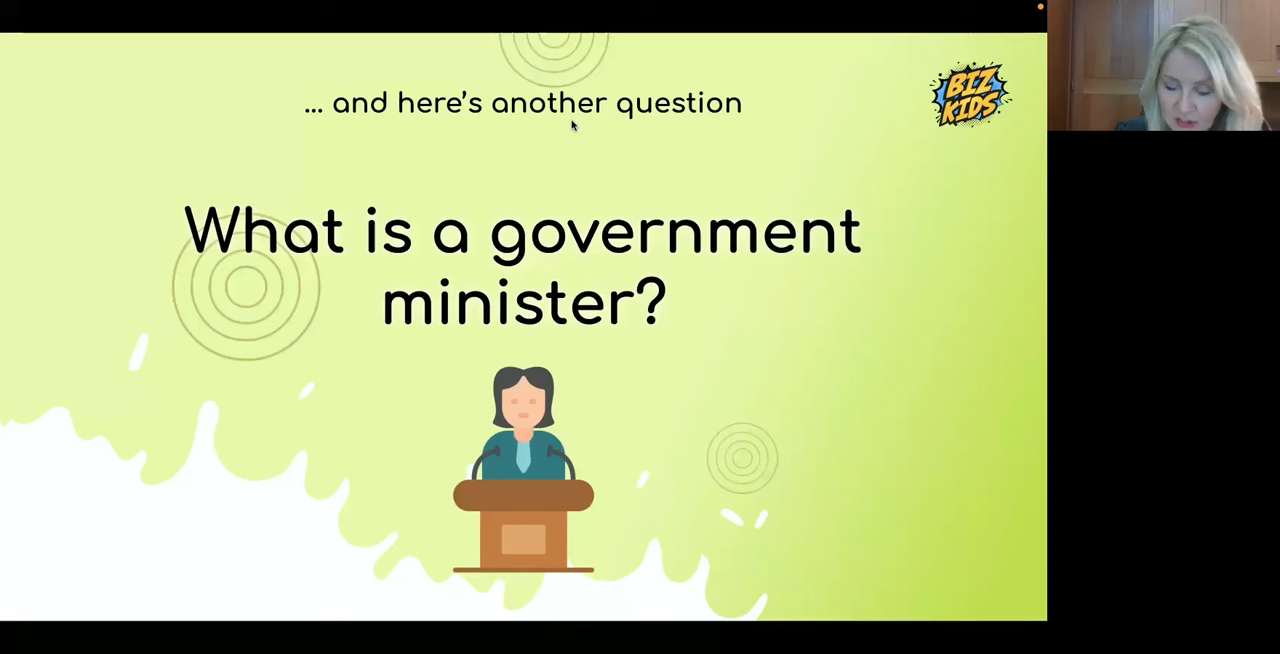 ... and here's another question
BIZ
KIDS
What is a government
minister?